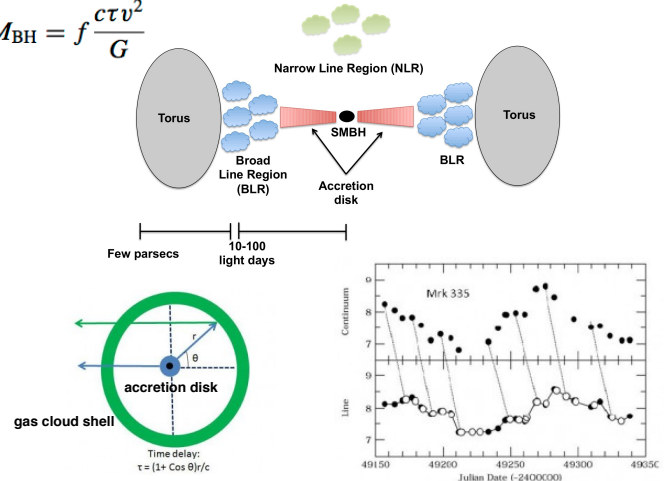 M_BH = f cτv² / G
Narrow Line Region (NLR)
Torus
Torus
SMBH
Broad
Line Region
(BLR)
BLR
Accretion
disk
10-100
light days
Few parsecs
r
θ
accretion disk
gas cloud shell
Time delay:
τ = (1+ Cos θ)r/c
Mrk 335
Continuum
9
8
7
Line
9
8
7
49150 49200 49250 49300 4935C
Julian Date (-2400000)